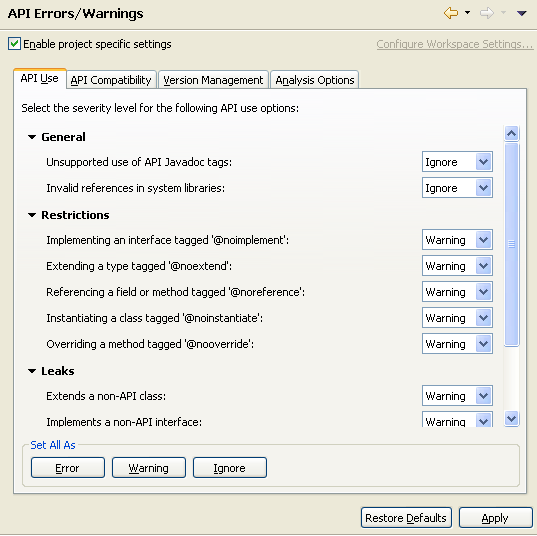 API Errors/Warnings
Enable project specific settings
Configure Workspace Settings...
API Use
API Compatibility
Version Management
Analysis Options
Select the severity level for the following API use options:
General
Unsupported use of API Javadoc tags:
Ignore
Invalid references in system libraries:
Ignore
Restrictions
Implementing an interface tagged '@noimplement':
Warning
Extending a type tagged '@noextend':
Warning
Referencing a field or method tagged '@noreference':
Warning
Instantiating a class tagged '@noinstantiate':
Warning
Overriding a method tagged '@nooverride':
Warning
Leaks
Extends a non-API class:
Warning
Implements a non-API interface:
Warning
Set All As
Error
Warning
Ignore
Restore Defaults
Apply